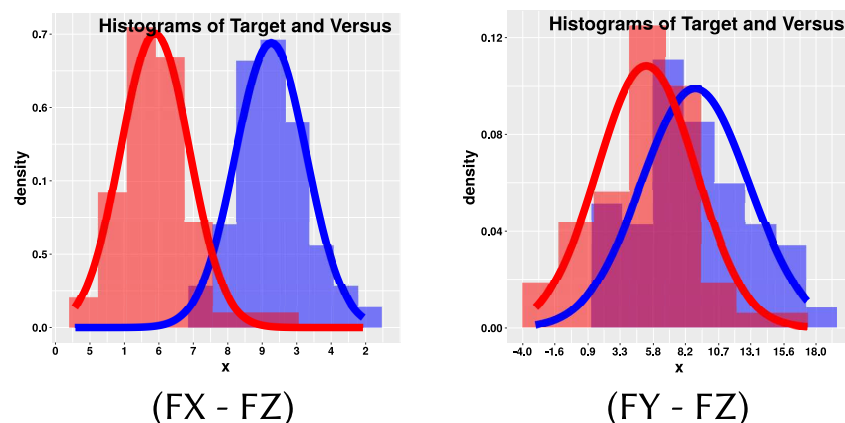 Histograms of Target and Versus
density
0.7
0.6
0.1
0.5
0.0
0 5 1 6 7 8 9 3 4 2
x
(FX - FZ)
Histograms of Target and Versus
density
0.12
0.08
0.04
0.00
-4.0 -1.6 0.9 3.3 5.8 8.2 10.7 13.1 15.6 18.0
x
(FY - FZ)